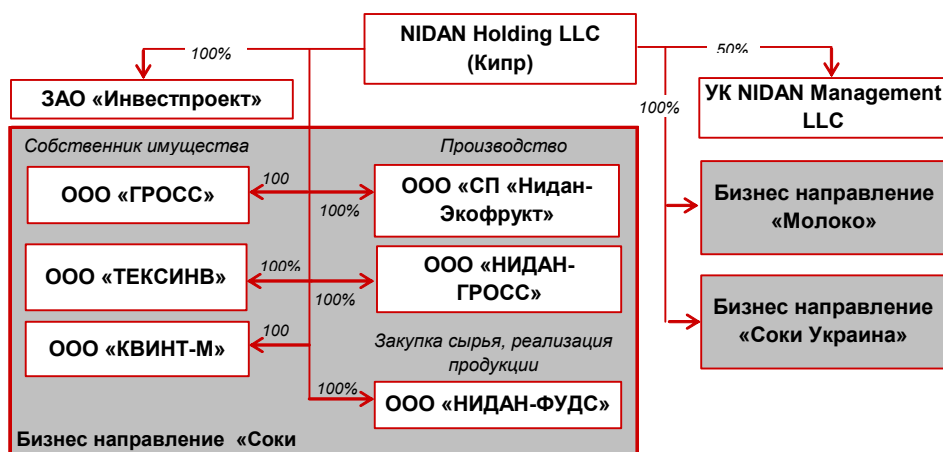 NIDAN Holding LLC
(Кипр)
100%
50%
ЗАО «Инвестпроект»
100%
УК NIDAN Management
LLC
Собственник имущества
Производство
ООО «ГРОСС»
100
100%
ООО «СП «Нидан-
Экофрукт»
Бизнес направление
«Молоко»
ООО «ТЕКСИНВ»
100%
100%
ООО «НИДАН-
ГРОСС»
Бизнес направление
«Соки Украина»
ООО «КВИНТ-М»
100
Закупка сырья, реализация
продукции
100%
ООО «НИДАН-ФУДС»
Бизнес направление «Соки